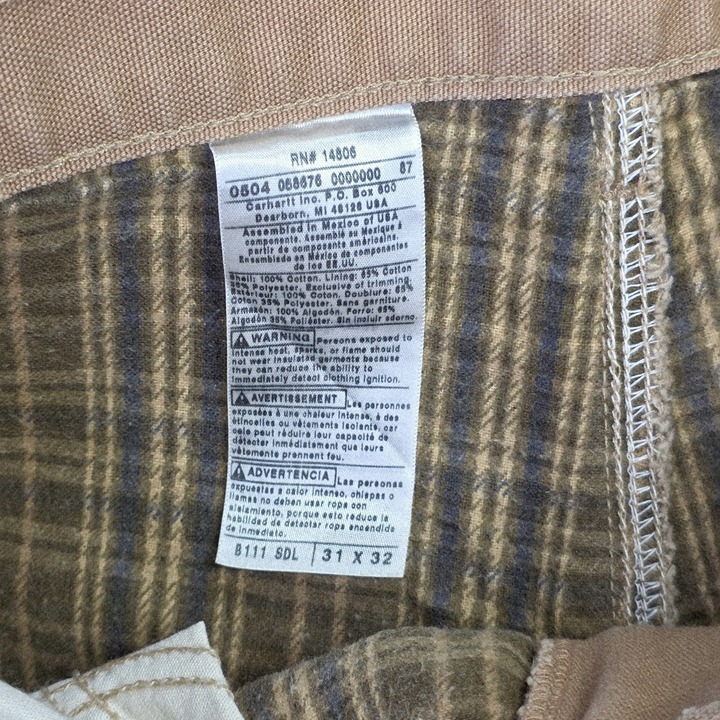 RN# 14806
0504 058676 0000000 87
Carhartt Inc. P.O. Box 600
Dearborn, MI 48126 USA
Assembled in Mexico of USA
components. Assemblé au Mexique à
partir de composants américains.
Ensamblado en México de componentes
de los EE.UU.
Shell: 100% Cotton. Lining: 65% Cotton
35% Polyester. Exclusive of trimming
Extérieur: 100% Coton. Doublure: 65%
Coton 35% Polyester. Sans garniture.
Armazón: 100% Algodón. Forro: 65%
Algodón 35% Poliéster. Sin incluir adorno.
WARNING Persons exposed to
intense heat, sparks, or flame should
not wear insulated garments because
they can reduce the ability to
immediately detect clothing ignition.
AVERTISSEMENT Les personnes
exposées à une chaleur intense, à des
étincelles ou vêtements isolants, car
cela peut réduire leur capacité de
détecter immédiatement que leurs
vêtements prennent feu.
ADVERTENCIA Las personas
expuestas a calor intenso, chispas o
llamas no deben usar ropa con
aislamiento, porque esto reduce la
habilidad de detectar ropa encendida
de inmediato.
B111 SDL 31 X 32